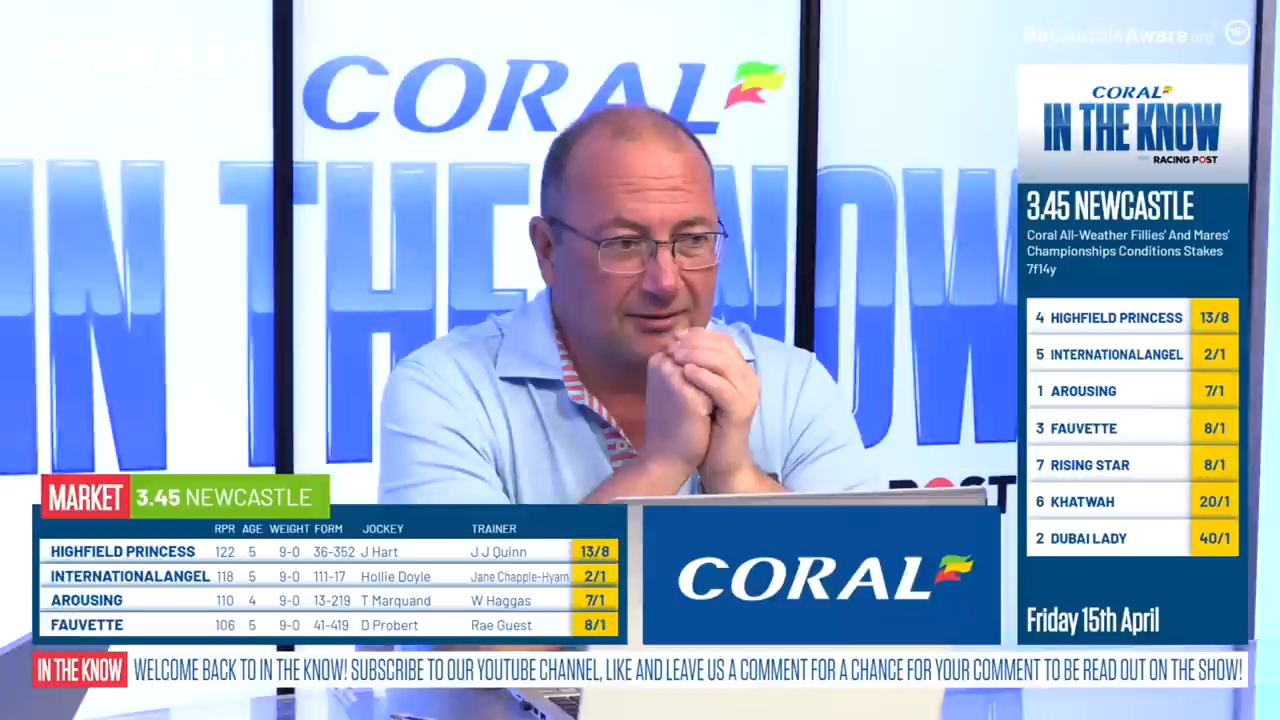 BeGambleAware.org 18+
CORAL
IN THE KNOW
POST
CORAL
IN THE KNOW
RACING POST
3.45 NEWCASTLE
Coral All-Weather Fillies' And Mares'
Championships Conditions Stakes
7f14y
4 HIGHFIELD PRINCESS 13/8
5 INTERNATIONALANGEL 2/1
1 AROUSING 7/1
3 FAUVETTE 8/1
7 RISING STAR 8/1
6 KHATWAH 20/1
2 DUBAI LADY 40/1
Friday 15th April
MARKET 3.45 NEWCASTLE
RPR AGE WEIGHT FORM JOCKEY TRAINER
HIGHFIELD PRINCESS 122 5 9-0 36-352 J Hart J J Quinn 13/8
INTERNATIONALANGEL 118 5 9-0 111-17 Hollie Doyle Jane Chapple-Hyam 2/1
AROUSING 110 4 9-0 13-219 T Marquand W Haggas 7/1
FAUVETTE 106 5 9-0 41-419 D Probert Rae Guest 8/1
CORAL
IN THE KNOW WELCOME BACK TO IN THE KNOW! SUBSCRIBE TO OUR YOUTUBE CHANNEL, LIKE AND LEAVE US A COMMENT FOR A CHANCE FOR YOUR COMMENT TO BE READ OUT ON THE SHOW!